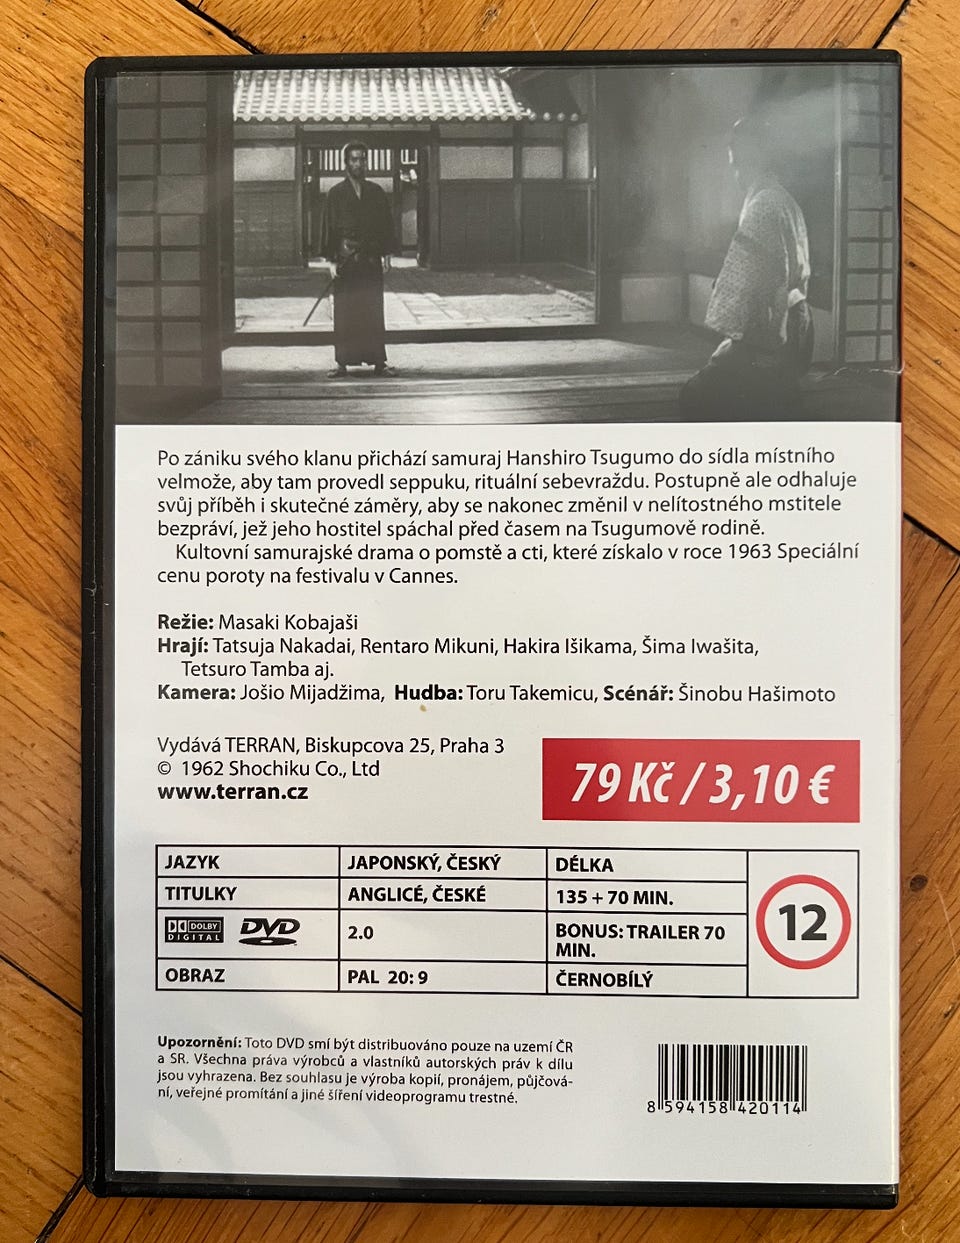 Po zániku svého klanu přichází samuraj Hanshiro Tsugumo do sídla místního
velmože, aby tam provedl seppuku, rituální sebevraždu. Postupně ale odhaluje
svůj příběh i skutečné záměry, aby se nakonec změnil v nelítostného mstitele
bezpráví, jež jeho hostitel spáchal před časem na Tsugumově rodině.
Kultovní samurajské drama o pomstě a cti, které získalo v roce 1963 Speciální
cenu poroty na festivalu v Cannes.
Režie: Masaki Kobajaši
Hrají: Tatsuja Nakadai, Rentaro Mikuni, Hakira Išikama, Šima Iwašita,
Tetsuro Tamba aj.
Kamera: Jošio Mijadžima, Hudba: Toru Takemicu, Scénář: Šinobu Hašimoto
Vydává TERRAN, Biskupcova 25, Praha 3
© 1962 Shochiku Co., Ltd
www.terran.cz
79 Kč / 3,10 €
JAZYK JAPONSKÝ, ČESKÝ DÉLKA
TITULKY ANGLICÉ, ČESKÉ 135 + 70 MIN.
12
DOLBY DIGITAL DVD 2.0 BONUS: TRAILER 70
MIN.
OBRAZ PAL 20: 9 ČERNOBÍLÝ
Upozornění: Toto DVD smí být distribuováno pouze na uzemí ČR
a SR. Všechna práva výrobců a vlastníků autorských práv k dílu
jsou vyhrazena. Bez souhlasu je výroba kopií, pronájem, půjčová-
ní, veřejné promítání a jiné šíření videoprogramu trestné.
8 594158 420114